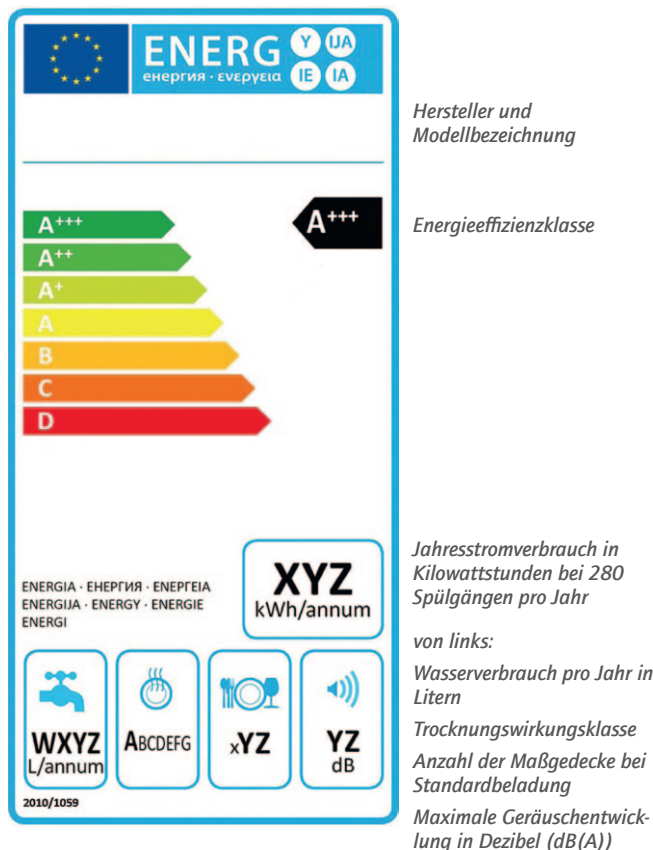 ENERG Y IJA
енергия · ενεργεια IE IA
Hersteller und
Modellbezeichnung
A+++
A+++
Energieeffizienzklasse
A++
A+
A
B
C
D
XYZ
kWh/annum
Jahresstromverbrauch in
Kilowattstunden bei 280
Spülgängen pro Jahr
ENERGIA · ЕНЕРГИЯ · ΕΝΕΡΓΕΙΑ
ENERGIJA · ENERGY · ENERGIE
ENERGI
von links:
Wasserverbrauch pro Jahr in
Litern
Trocknungswirkungsklasse
Anzahl der Maßgedecke bei
Standardbeladung
Maximale Geräuschentwick-
lung in Dezibel (dB(A))
WXYZ
L/annum
ABCDEFG
xYZ
YZ
dB
2010/1059